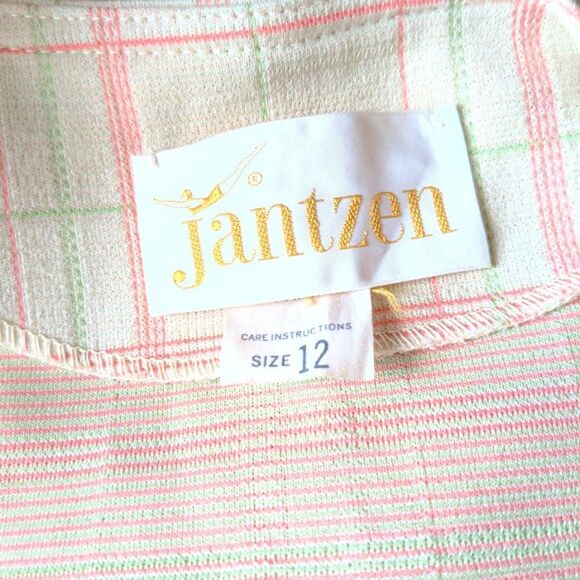 ®
Jantzen
CARE INSTRUCTIONS
SIZE 12